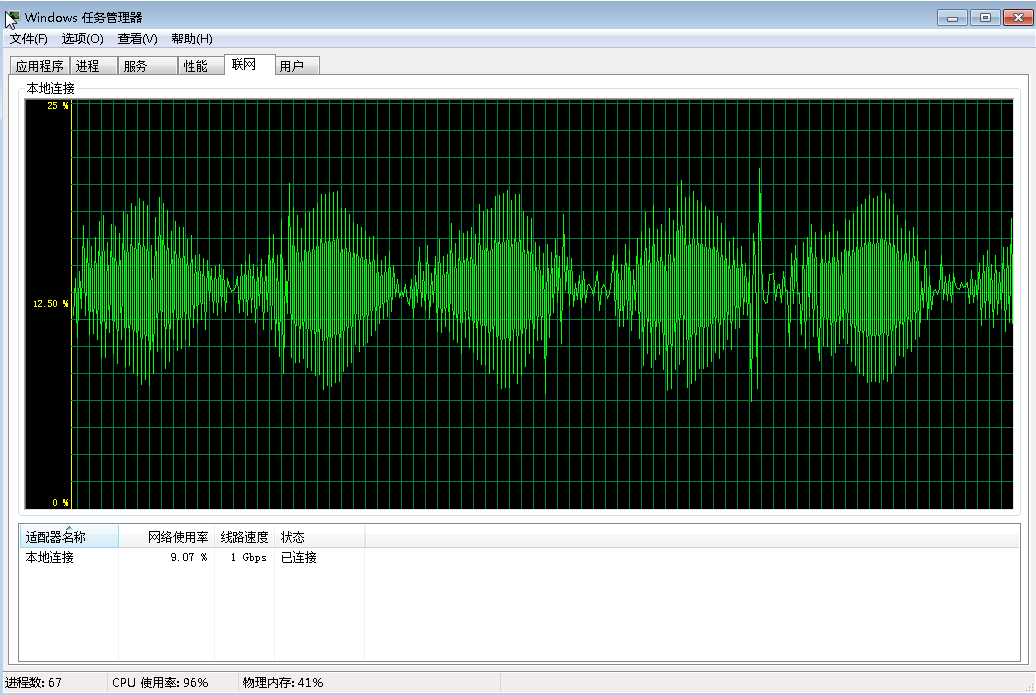 Windows 任务管理器
文件(F) 选项(O) 查看(V) 帮助(H)
应用程序 进程 服务 性能 联网 用户
本地连接
25 %
12.50 %
0 %
适配器名称 网络使用率 线路速度 状态
本地连接 9.07 % 1 Gbps 已连接
进程数: 67 CPU 使用率: 96% 物理内存: 41%